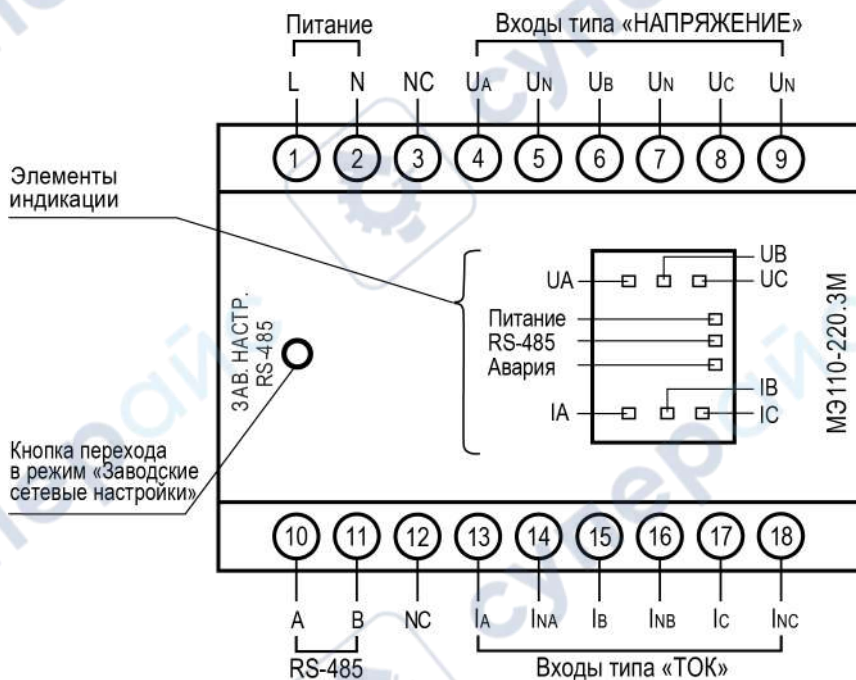 Питание
Входы типа «НАПРЯЖЕНИЕ»
L N NC UA UN UB UN UC UN
1 2 3 4 5 6 7 8 9
Элементы
индикации
UB
UA
UC
Питание
RS-485
Авария
IB
IA
IC
ЗАВ. НАСТР.
RS-485
МЭ110-220.3М
Кнопка перехода
в режим «Заводские
сетевые настройки»
10 11 12 13 14 15 16 17 18
A B NC IA INA IB INB IC INC
RS-485
Входы типа «ТОК»
суперайс